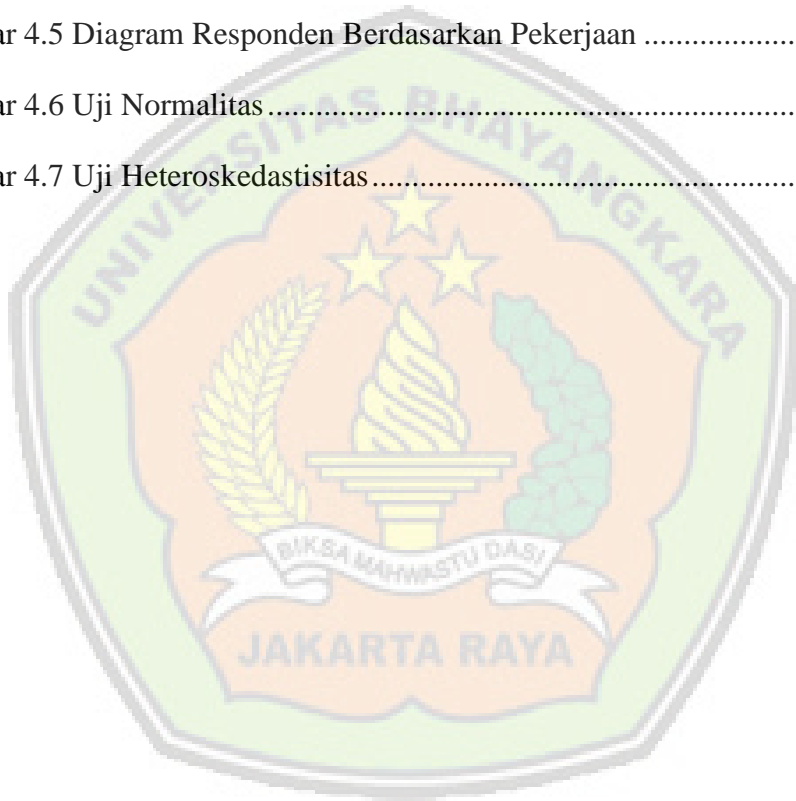 ar 4.5 Diagram Responden Berdasarkan Pekerjaan ...................
ar 4.6 Uji Normalitas..................................................................
ar 4.7 Uji Heteroskedastisitas.....................................................
UNIVERSITAS BHAYANGKARA
BIKSA MAHWASTU DASI
JAKARTA RAYA